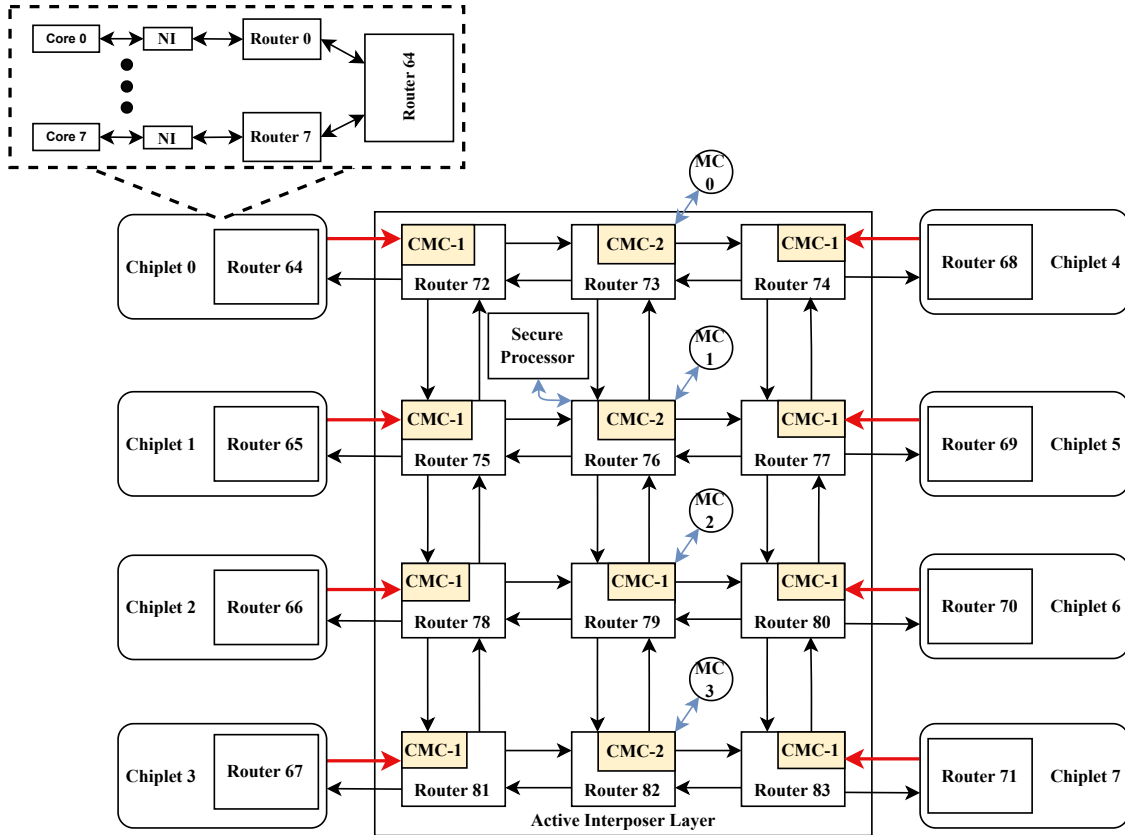 Core 0
NI
Router 0
Router 64
Core 7
NI
Router 7
MC
0
Chiplet 0
Router 64
CMC-1
Router 72
CMC-2
Router 73
CMC-1
Router 74
Router 68
Chiplet 4
Secure
Processor
MC
1
Chiplet 1
Router 65
CMC-1
Router 75
CMC-2
Router 76
CMC-1
Router 77
Router 69
Chiplet 5
MC
2
Chiplet 2
Router 66
CMC-1
Router 78
CMC-1
Router 79
CMC-1
Router 80
Router 70
Chiplet 6
MC
3
Chiplet 3
Router 67
CMC-1
Router 81
CMC-2
Router 82
CMC-1
Router 83
Router 71
Chiplet 7
Active Interposer Layer